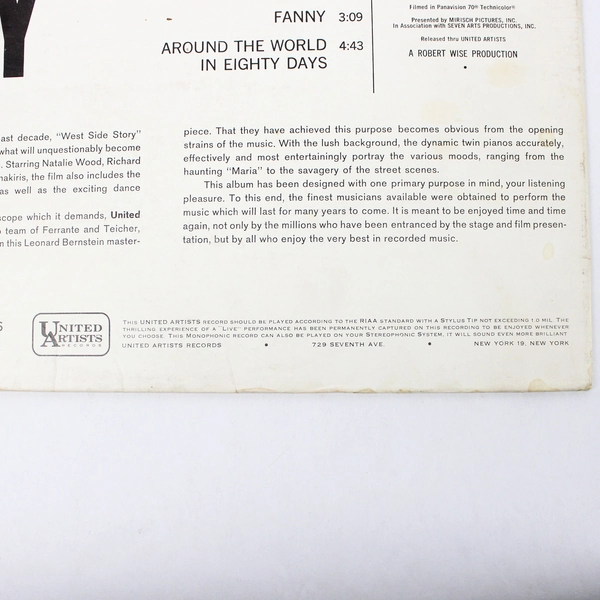 Y
FANNY 3:09
AROUND THE WORLD 4:43
IN EIGHTY DAYS
Filmed in Panavision 70® Technicolor®
Presented by MIRISCH PICTURES, INC.
In Association with SEVEN ARTS PRODUCTIONS, INC.
Released thru UNITED ARTISTS
A ROBERT WISE PRODUCTION
ast decade, "West Side Story"
what will unquestionably become
. Starring Natalie Wood, Richard
nakiris, the film also includes the
as well as the exciting dance
scope which it demands, United
team of Ferrante and Teicher,
n this Leonard Bernstein master-
piece. That they have achieved this purpose becomes obvious from the opening
strains of the music. With the lush background, the dynamic twin pianos accurately,
effectively and most entertainingly portray the various moods, ranging from the
haunting "Maria" to the savagery of the street scenes.
This album has been designed with one primary purpose in mind, your listening
pleasure. To this end, the finest musicians available were obtained to perform the
music which will last for many years to come. It is meant to be enjoyed time and time
again, not only by the millions who have been entranced by the stage and film presen-
tation, but by all who enjoy the very best in recorded music.
UNITED
ARTISTS
RECORDS
THIS UNITED ARTISTS RECORD SHOULD BE PLAYED ACCORDING TO THE RIAA STANDARD WITH A STYLUS TIP NOT EXCEEDING 1.0 MIL. THE
THRILLING EXPERIENCE OF A "LIVE" PERFORMANCE HAS BEEN PERMANENTLY CAPTURED ON THIS RECORDING TO BE ENJOYED WHENEVER
YOU CHOOSE. THIS MONOPHONIC RECORD CAN ALSO BE PLAYED ON YOUR STEREOPHONIC SYSTEM, IT WILL SOUND EVEN MORE BRILLIANT.
UNITED ARTISTS RECORDS • 729 SEVENTH AVE. • NEW YORK 19, NEW YORK